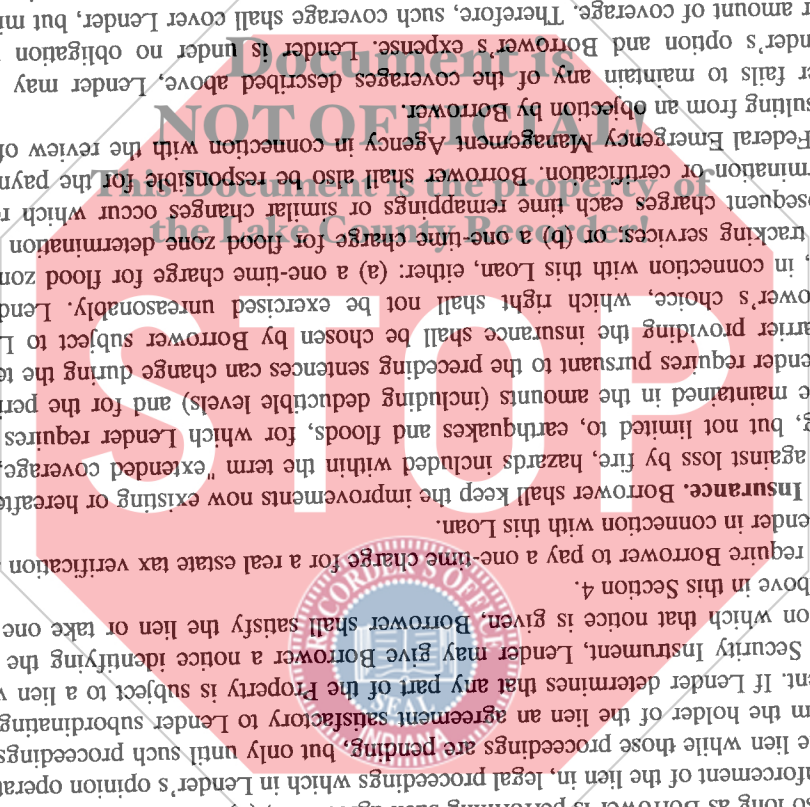 so long as Borrower is performing such
nforcement of the lien in, legal proceedings which in Lender's opinion operat
e lien while those proceedings are pending, but only until such proceedings
m the holder of the lien an agreement satisfactory to Lender subordinating
ent. If Lender determines that any part of the Property is subject to a lien
Security Instrument, Lender may give Borrower a notice identifying the
on which that notice is given, Borrower shall satisfy the lien or take one
bove in this Section 4.
require Borrower to pay a one-time charge for a real estate tax verification
ender in connection with this Loan.
Insurance. Borrower shall keep the improvements now existing or hereafte
against loss by fire, hazards included within the term "extended coverage,
g, but not limited to, earthquakes and floods, for which Lender requires
e maintained in the amounts (including deductible levels) and for the peri
ender requires pursuant to the preceding sentences can change during the te
arrier providing the insurance shall be chosen by Borrower subject to L
ower's choice, which right shall not be exercised unreasonably. Lend
, in connection with this Loan, either: (a) a one-time charge for flood zon
tracking services, or (b) a one-time charge for flood zone determination
sequent charges each time remappings or similar changes occur which r
rmination or certification. Borrower shall also be responsible for the paym
Federal Emergency Management Agency in connection with the review of
sulting from an objection by Borrower.
er fails to maintain any of the coverages described above, Lender may
nder's option and Borrower's expense. Lender is under no obligation
r amount of coverage. Therefore, such coverage shall cover Lender, but mi
Document is
NOT OFFICIAL!
This Document is the property of
the Lake County Recorder!
STOP
RECORDER'S OFFICE
SEAL
INDIANA